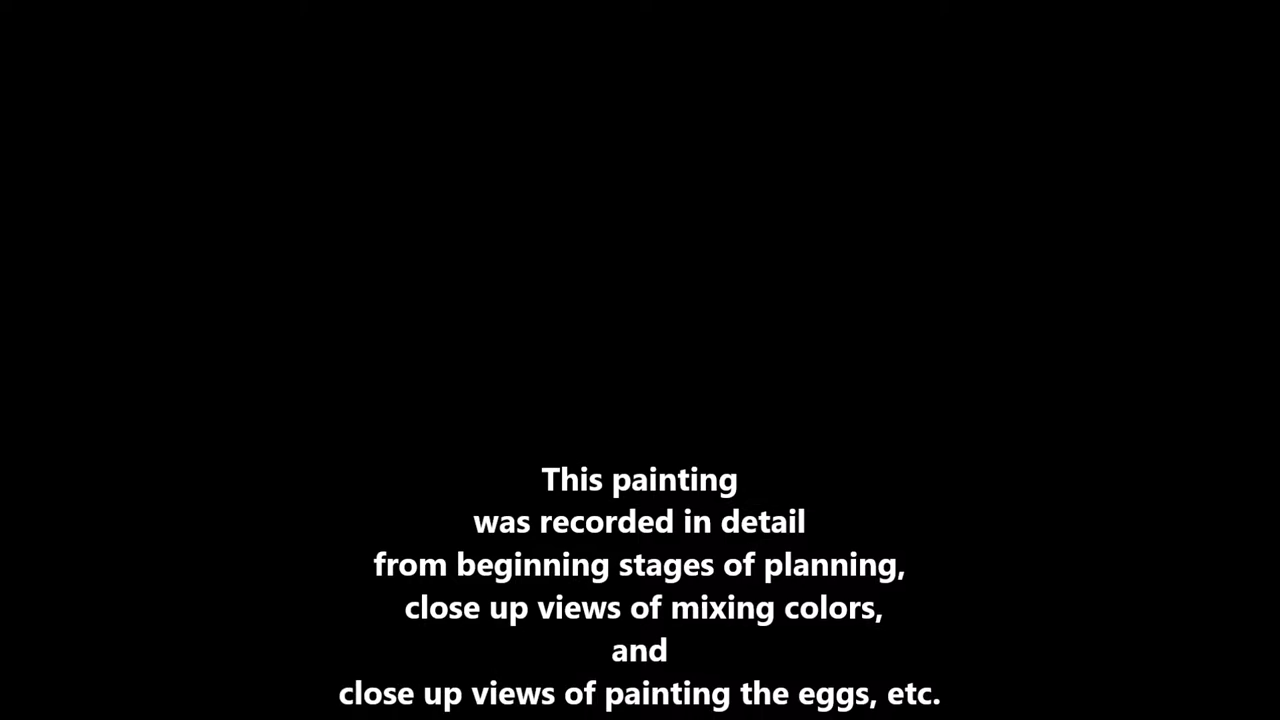 This painting
was recorded in detail
from beginning stages of planning,
close up views of mixing colors,
and
close up views of painting the eggs, etc.